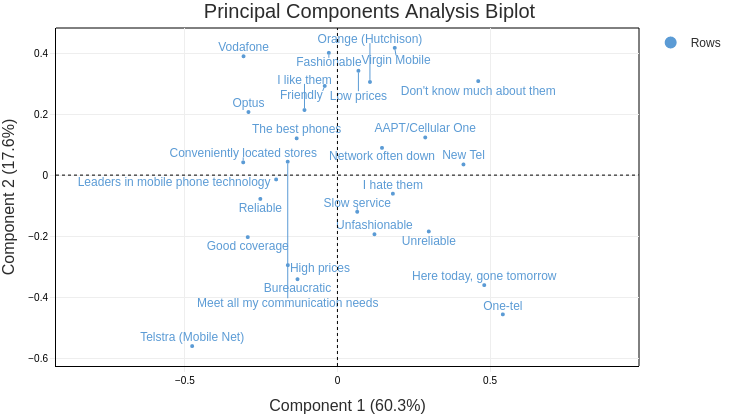 Principal Components Analysis Biplot
Rows
Orange (Hutchison)
Vodafone
Fashionable
Virgin Mobile
I like them
Friendly
Low prices
Don't know much about them
Optus
The best phones
AAPT/Cellular One
Conveniently located stores
Network often down
New Tel
Leaders in mobile phone technology
I hate them
Reliable
Slow service
Unfashionable
Unreliable
Good coverage
High prices
Here today, gone tomorrow
Bureaucratic
Meet all my communication needs
One-tel
Telstra (Mobile Net)
Component 2 (17.6%)
0.4
0.2
0
−0.2
−0.4
−0.6
−0.5
0
0.5
Component 1 (60.3%)